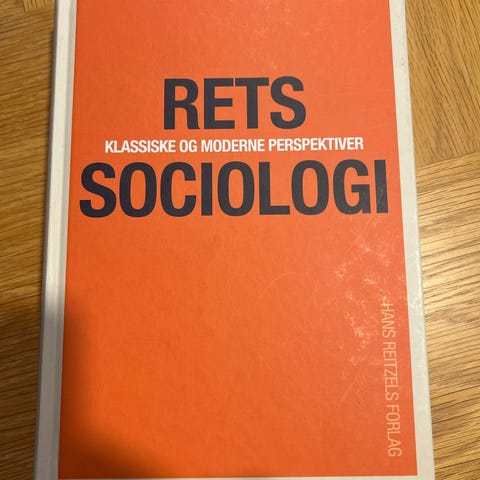 RETS
KLASSISKE OG MODERNE PERSPEKTIVER
SOCIOLOGI
HANS REITZELS FORLAG